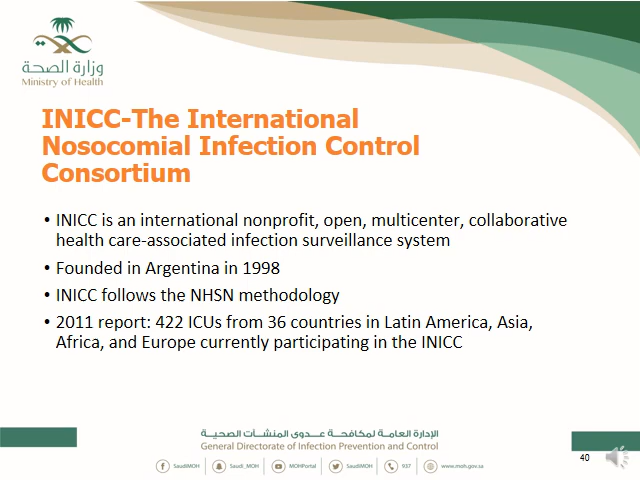 وزارة الصحة
Ministry of Health
INICC-The International
Nosocomial Infection Control
Consortium
• INICC is an international nonprofit, open, multicenter, collaborative
health care-associated infection surveillance system
• Founded in Argentina in 1998
• INICC follows the NHSN methodology
• 2011 report: 422 ICUs from 36 countries in Latin America, Asia,
Africa, and Europe currently participating in the INICC
الإدارة العامة لمكافحة عدوى المنشآت الصحية
General Directorate of Infection Prevention and Control
SaudiMOH Saudi_MOH MOHPortal SaudiMOH 937 www.moh.gov.sa
40